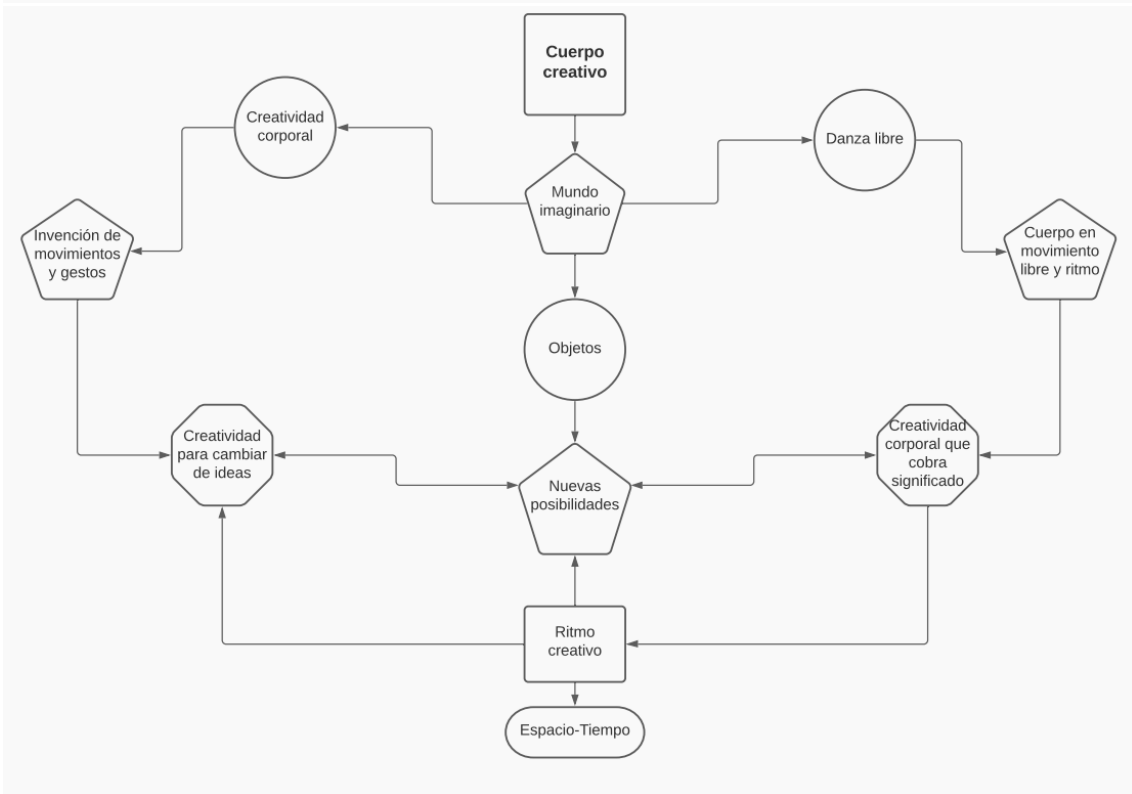 Cuerpo
creativo
Creatividad
corporal
Danza libre
Mundo
imaginario
Invención de
movimientos
y gestos
Cuerpo en
movimiento
libre y ritmo
Objetos
Creatividad
para cambiar
de ideas
Nuevas
posibilidades
Creatividad
corporal que
cobra
significado
Ritmo
creativo
Espacio-Tiempo